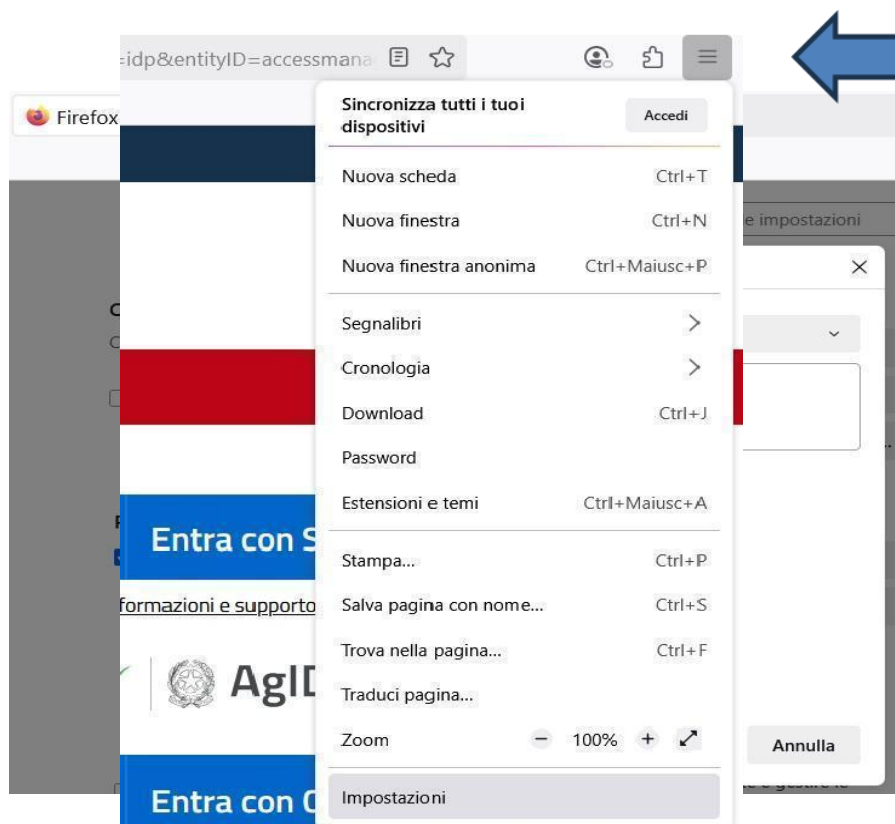 =idp&entityID=accessmana
Firefox
Sincronizza tutti i tuoi
dispositivi
Accedi
Nuova scheda Ctrl+T
Nuova finestra Ctrl+N
e impostazioni
Nuova finestra anonima Ctrl+Maiusc+P
Segnalibri
Cronologia
Download Ctrl+J
Password
Estensioni e temi Ctrl+Maiusc+A
Entra con S
Stampa... Ctrl+P
formazioni e supporto
Salva pagina con nome... Ctrl+S
Trova nella pagina... Ctrl+F
AgID
Traduci pagina...
Zoom − 100% +
Annulla
Entra con C
Impostazioni